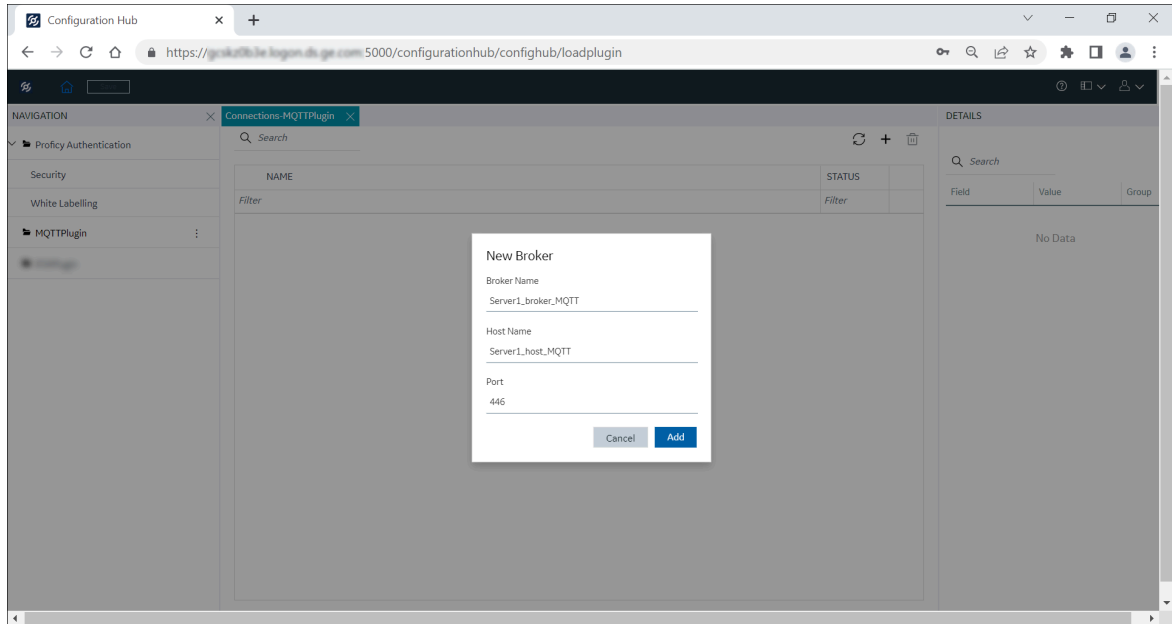 Configuration Hub
https:// :5000/configurationhub/confighub/loadplugin
NAVIGATION
Connections-MQTTPlugin
DETAILS
Proficy Authentication
Search
Search
Security
NAME
STATUS
Field
Value
Group
White Labelling
Filter
Filter
MQTTPlugin
No Data
New Broker
Broker Name
Server1_broker_MQTT
Host Name
Server1_host_MQTT
Port
446
Cancel
Add